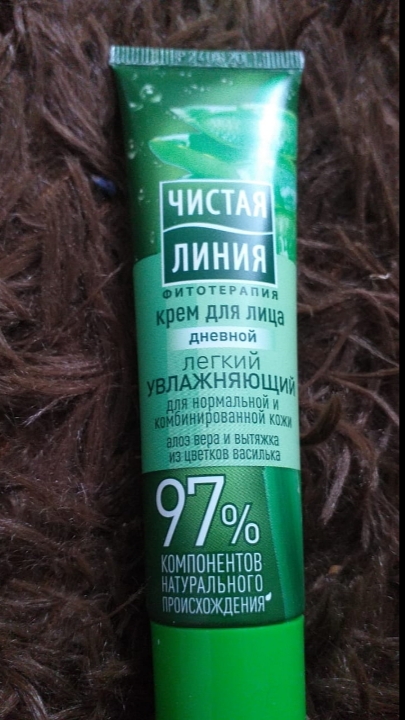 ЧИСТАЯ
ЛИНИЯ
ФИТОТЕРАПИЯ
крем для лица
дневной
легкий
увлажняющий
для нормальной и
комбинированной кожи
алоэ вера и вытяжка
из цветков василька
97%
КОМПОНЕНТОВ
НАТУРАЛЬНОГО
ПРОИСХОЖДЕНИЯ